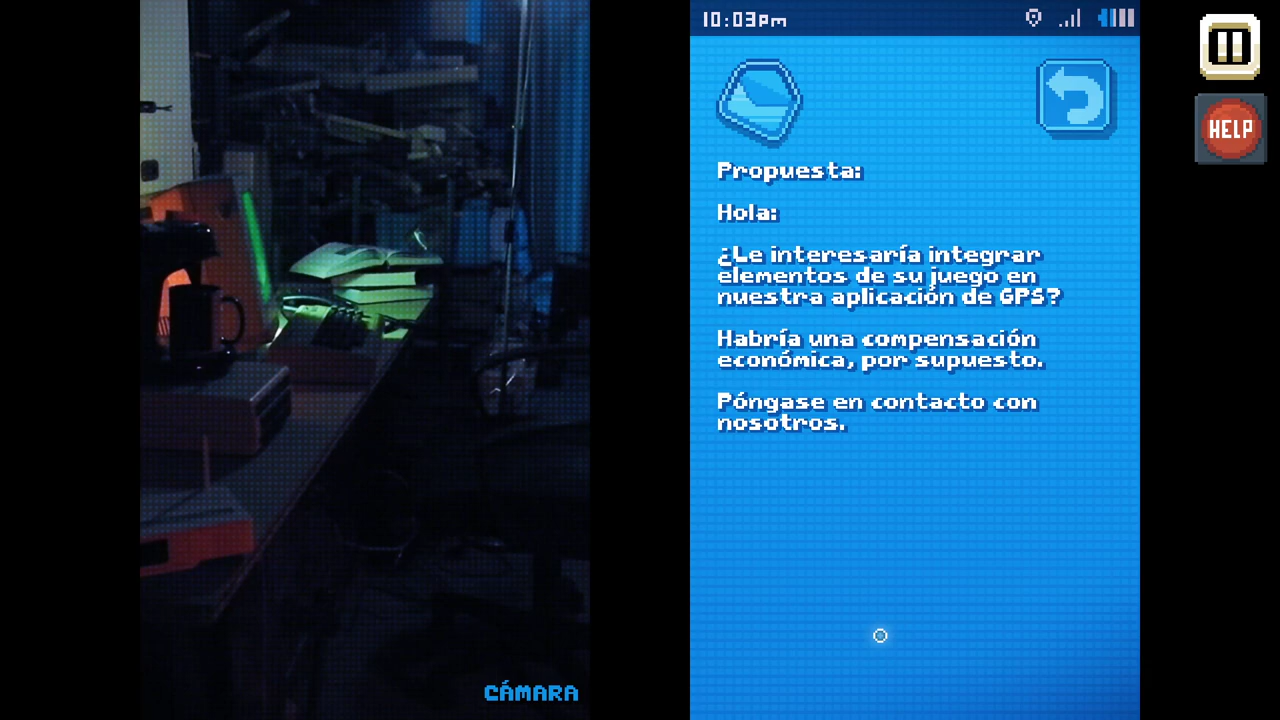 10:03pm
HELP
Propuesta:
Hola:
¿Le interesaría integrar
elementos de su juego en
nuestra aplicación de GPS?
Habría una compensación
económica, por supuesto.
Póngase en contacto con
nosotros.
CÁMARA